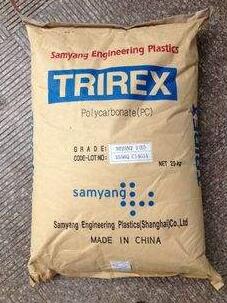 Samyang Engineering Plastics
TRIREX
Polycarbonate(PC)
GRADE:
CODE-LOT NO:
NET 25 kg
samyang
Samyang Engineering Plastics(Shanghai)Co.,Ltd
MADE IN CHINA